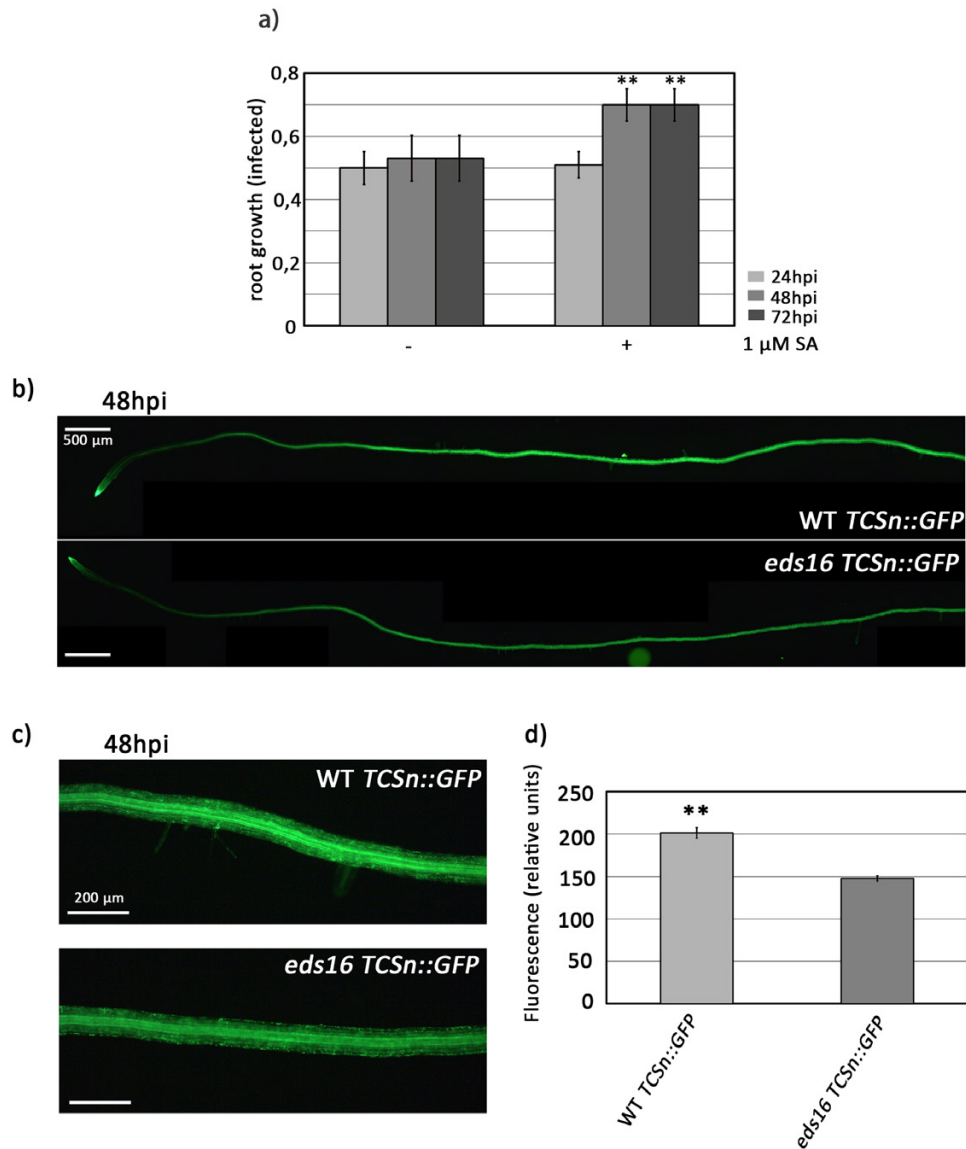 a)
root growth (infected)
0,8
0,6
0,4
0,2
0
** **
- +
24hpi
48hpi
72hpi
1 µM SA
b)
48hpi
500 µm
WT TCSn::GFP
eds16 TCSn::GFP
c)
48hpi
WT TCSn::GFP
200 µm
eds16 TCSn::GFP
d)
Fluorescence (relative units)
250
200
150
100
50
0
**
WT TCSn::GFP
eds16 TCSn::GFP